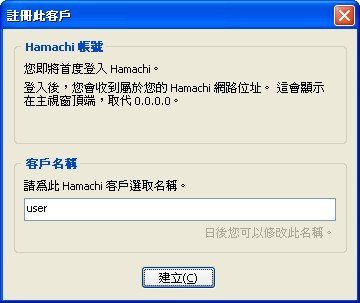 註冊此客戶
Hamachi 帳號
您即將首度登入 Hamachi。
登入後，您會收到屬於您的 Hamachi 網路位址。 這會顯示
在主視窗頂端，取代 0.0.0.0。
客戶名稱
請為此 Hamachi 客戶選取名稱。
user
日後您可以修改此名稱。
建立(C)